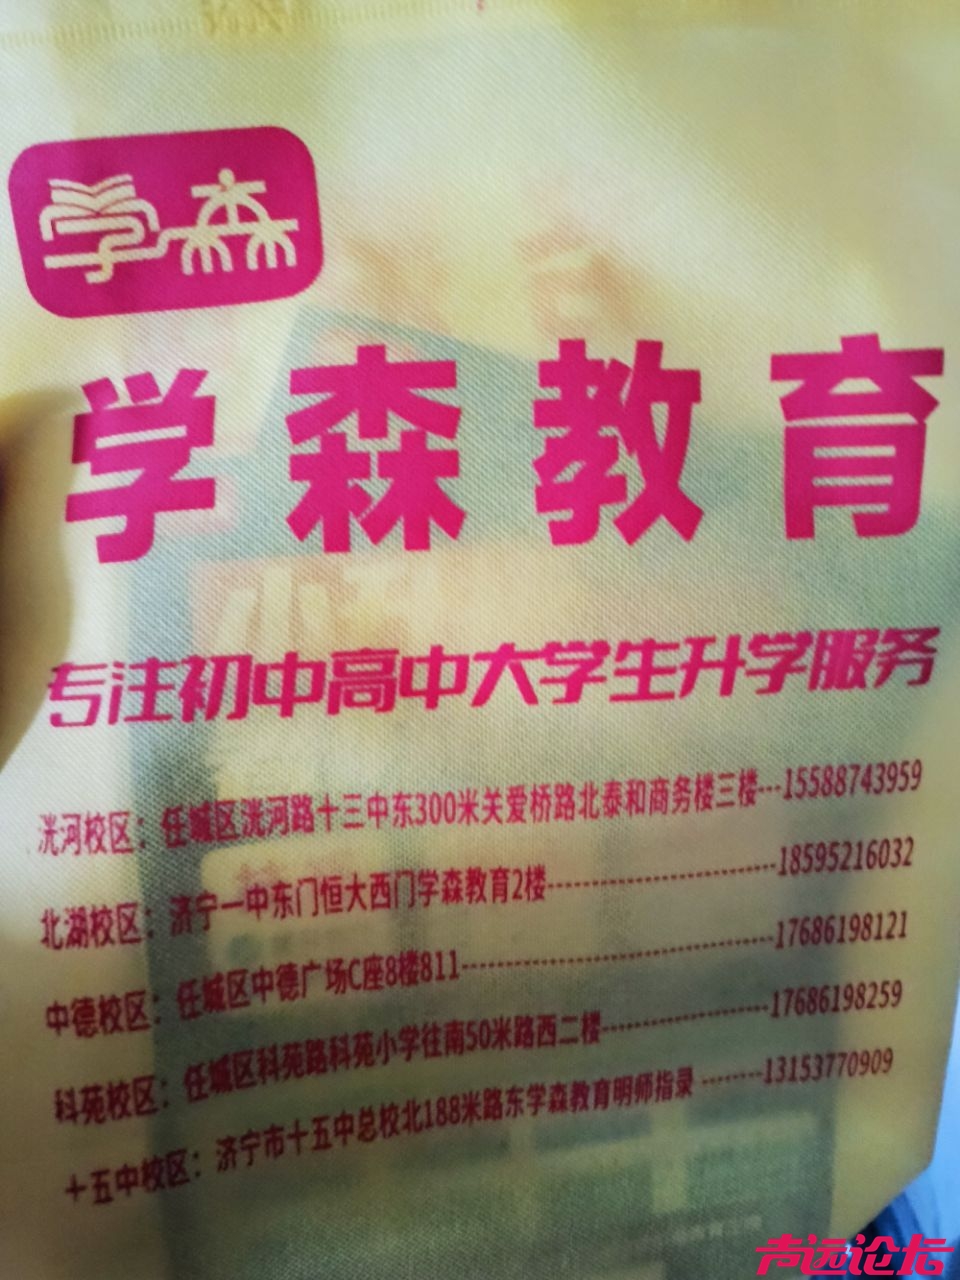 学森
学森教育
小升
专注初中高中大学生升学服务
洸河校区：任城区洸河路十三中东300米关爱桥路北泰和商务楼三楼---15588743959
北湖校区：济宁一中东门恒大西门学森教育2楼--------------------18595216032
中德校区：任城区中德广场C座8楼811---------------------------17686198121
科苑校区：任城区科苑路科苑小学往南50米路西二楼--------------17686198259
十五中校区：济宁市十五中总校北188米路东学森教育明师指录--------13153770909
声远论坛